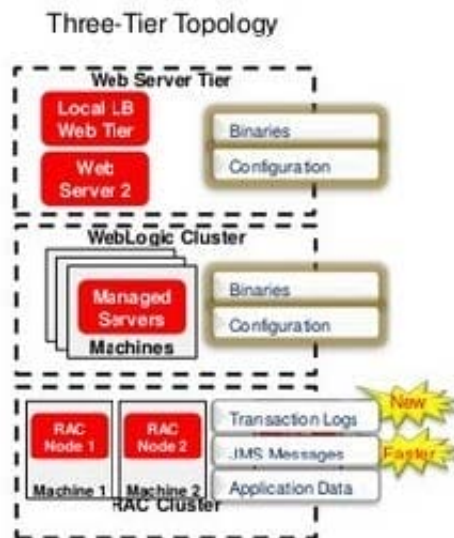 Three-Tier Topology
Web Server Tier
Local LB
Web Tier
Web
Server 2
Binaries
Configuration
WebLogic Cluster
Managed
Servers
Machines
Binaries
Configuration
RAC
Node 1
Machine 1
RAC
Node 2
Machine 2
RAC Cluster
Transaction Logs
New
JMS Messages
Faster
Application Data